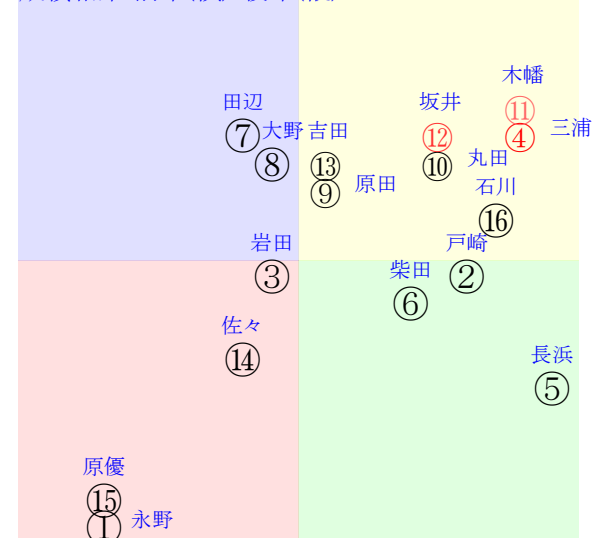 木幡
田辺
坂井
⑪
⑦
大野
吉田
⑫
④
三浦
⑧
⑬
⑩
丸田
⑨
原田
石川
⑯
岩田
戸崎
③
柴田
②
⑥
佐々
⑭
長浜
⑤
原優
⑮
①
永野